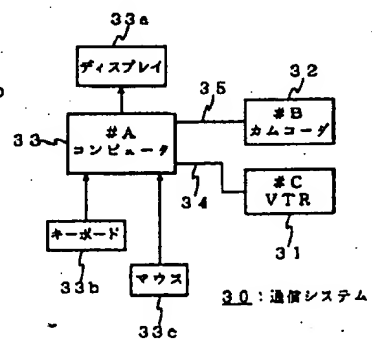 33a
ディスプレイ
35
32
#B
カムコーダ
33
#A
コンピュータ
34
#C
VTR
31
キーボード
33b
マウス
33c
30:通信システム